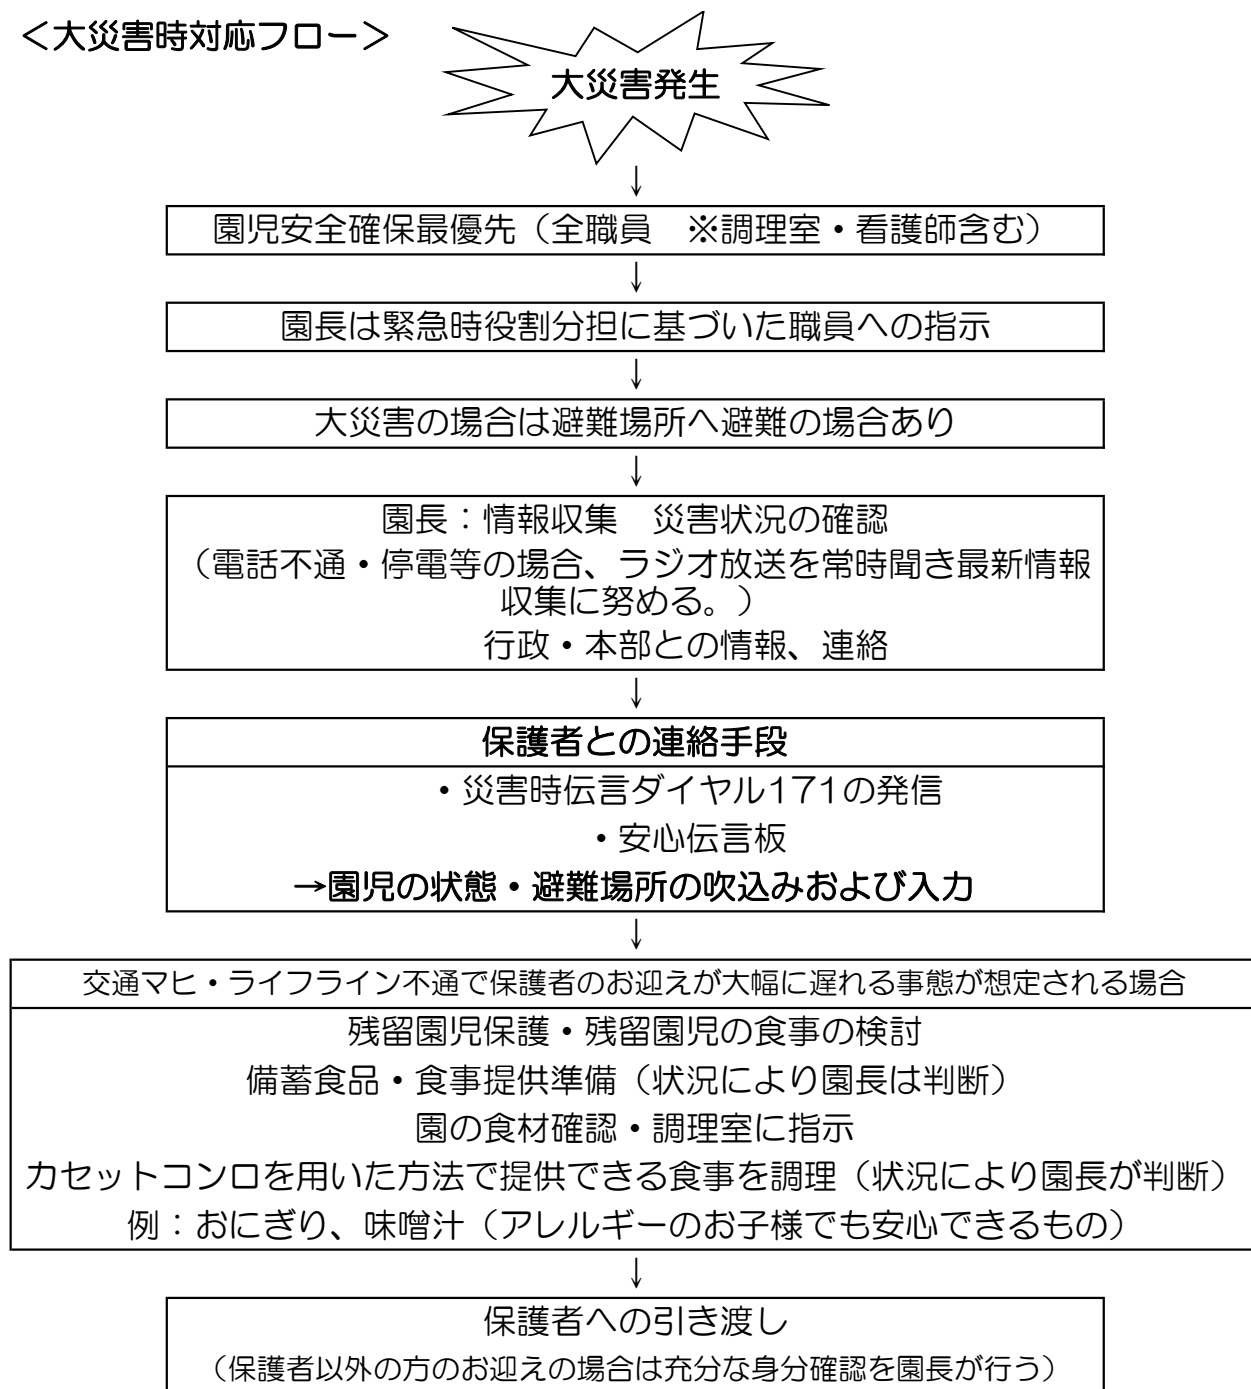 ＜大災害時対応フロー＞
大災害発生
↓
園児安全確保最優先（全職員　※調理室・看護師含む）
↓
園長は緊急時役割分担に基づいた職員への指示
↓
大災害の場合は避難場所へ避難の場合あり
↓
園長：情報収集　災害状況の確認
（電話不通・停電等の場合、ラジオ放送を常時聞き最新情報
収集に努める。）
行政・本部との情報、連絡
↓
保護者との連絡手段
・災害時伝言ダイヤル171の発信
・安心伝言板
→園児の状態・避難場所の吹込みおよび入力
↓
交通マヒ・ライフライン不通で保護者のお迎えが大幅に遅れる事態が想定される場合
残留園児保護・残留園児の食事の検討
備蓄食品・食事提供準備（状況により園長は判断）
園の食材確認・調理室に指示
カセットコンロを用いた方法で提供できる食事を調理（状況により園長が判断）
例：おにぎり、味噌汁（アレルギーのお子様でも安心できるもの）
↓
保護者への引き渡し
（保護者以外の方のお迎えの場合は充分な身分確認を園長が行う）